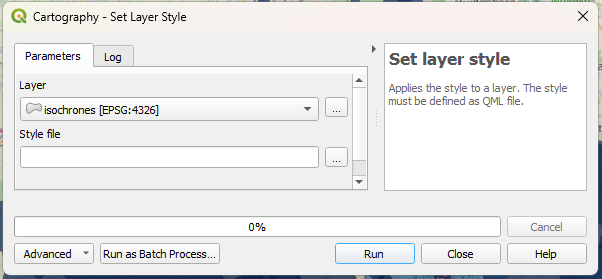 Cartography - Set Layer Style
Parameters
Log
Layer
isochrones [EPSG:4326]
...
Style file
...
Set layer style
Applies the style to a layer. The style
must be defined as QML file.
0%
Cancel
Advanced
Run as Batch Process...
Run
Close
Help